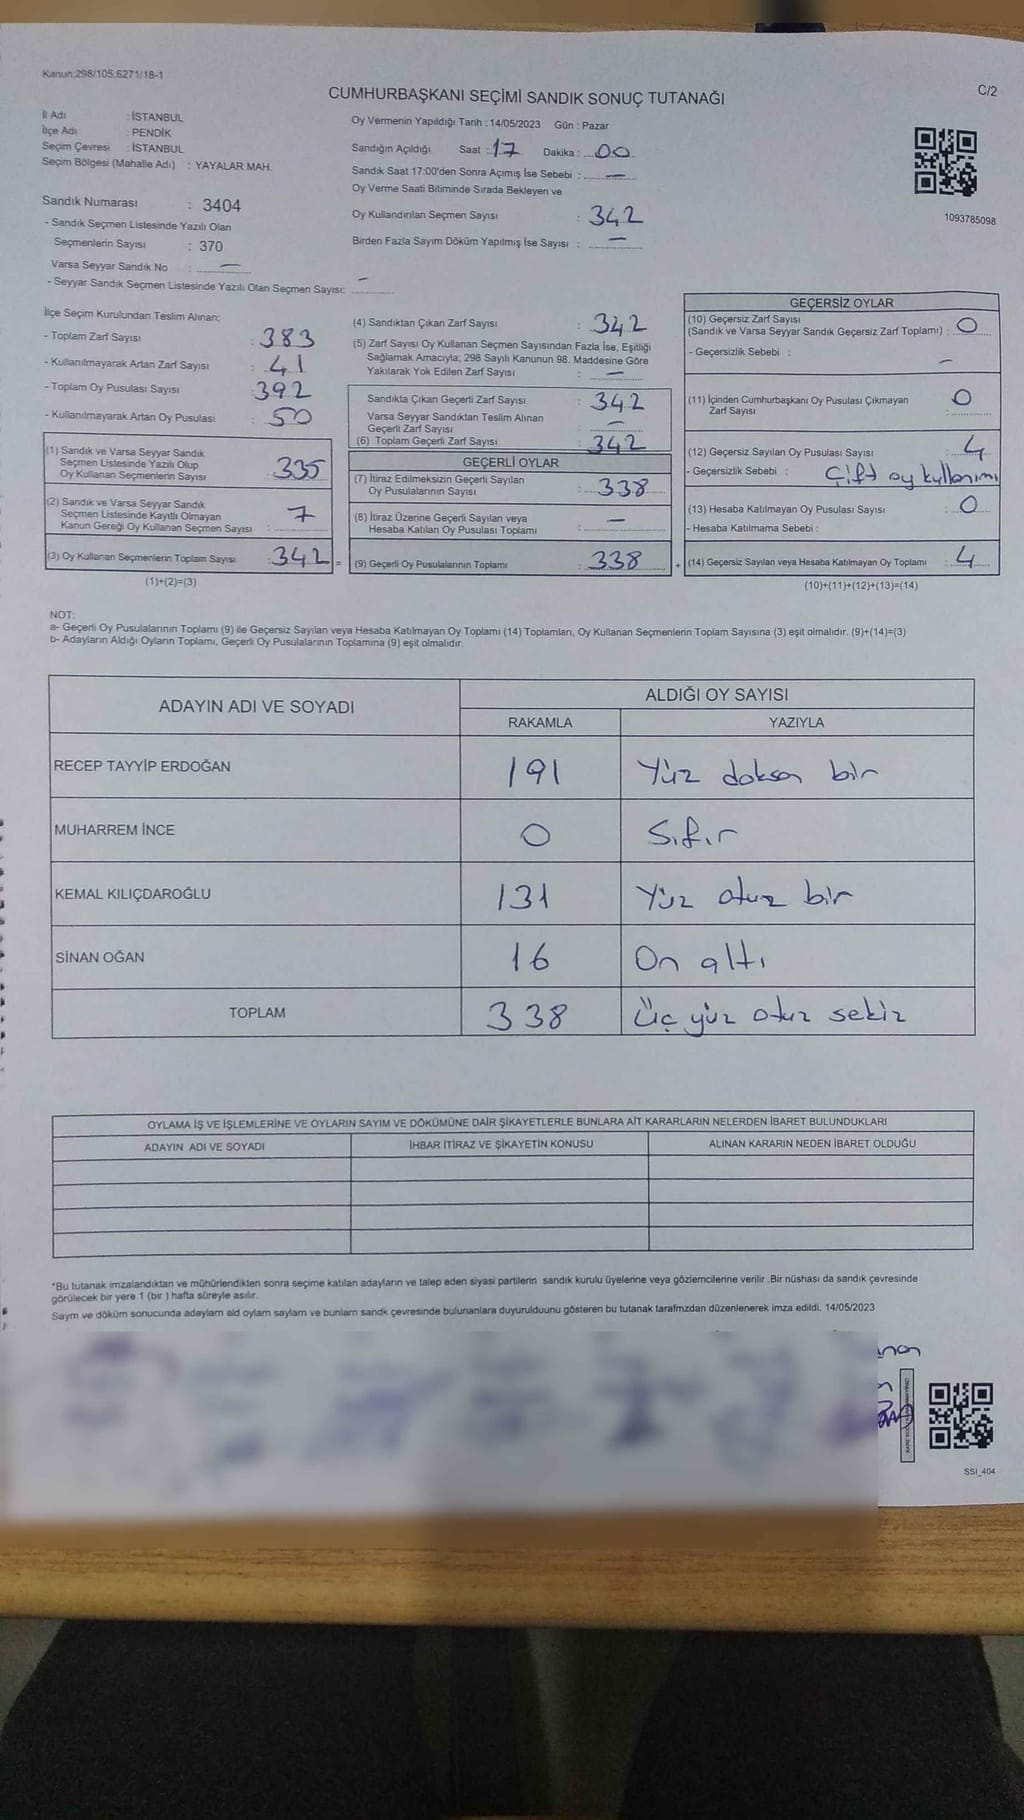 Kanun;298/105;6271/18-1
CUMHURBAŞKANI SEÇİMİ SANDIK SONUÇ TUTANAĞI
C/2
İl Adı : İSTANBUL
İlçe Adı : PENDİK
Seçim Çevresi : İSTANBUL
Seçim Bölgesi (Mahalle Adı) : YAYALAR MAH.
Sandık Numarası : 3404
- Sandık Seçmen Listesinde Yazılı Olan
Seçmenlerin Sayısı : 370
Varsa Seyyar Sandık No : —
- Seyyar Sandık Seçmen Listesinde Yazılı Olan Seçmen Sayısı: —
Oy Vermenin Yapıldığı Tarih : 14/05/2023 Gün : Pazar
Sandığın Açıldığı Saat : 17 Dakika : 00
Sandık Saat 17:00'den Sonra Açımış İse Sebebi : —
Oy Verme Saati Bitiminde Sırada Bekleyen ve
Oy Kullandırılan Seçmen Sayısı : 342
Birden Fazla Sayım Döküm Yapılmış İse Sayısı : —
1093785098
İlçe Seçim Kurulundan Teslim Alınan;
- Toplam Zarf Sayısı : 383
- Kullanılmayarak Artan Zarf Sayısı : 41
- Toplam Oy Pusulası Sayısı : 392
- Kullanılmayarak Artan Oy Pusulası : 50
(1) Sandık ve Varsa Seyyar Sandık
Seçmen Listesinde Yazılı Olup
Oy Kullanan Seçmenlerin Sayısı : 335
(2) Sandık ve Varsa Seyyar Sandık
Seçmen Listesinde Kayıtlı Olmayan
Kanun Gereği Oy Kullanan Seçmen Sayısı : 7
(3) Oy Kullanan Seçmenlerin Toplam Sayısı : 342 =
(1)+(2)=(3)
(4) Sandıktan Çıkan Zarf Sayısı : 342
(5) Zarf Sayısı Oy Kullanan Seçmen Sayısından Fazla İse, Eşitliği
Sağlamak Amacıyla; 298 Sayılı Kanunun 98. Maddesine Göre
Yakılarak Yok Edilen Zarf Sayısı : —
Sandıkta Çıkan Geçerli Zarf Sayısı : 342
Varsa Seyyar Sandıktan Teslim Alınan
Geçerli Zarf Sayısı : —
(6) Toplam Geçerli Zarf Sayısı : 342
GEÇERLİ OYLAR
(7) İtiraz Edilmeksizin Geçerli Sayılan
Oy Pusulalarının Sayısı : 338
(8) İtiraz Üzerine Geçerli Sayılan veya
Hesaba Katılan Oy Pusulası Toplamı : —
(9) Geçerli Oy Pusulalarının Toplamı : 338 +
GEÇERSİZ OYLAR
(10) Geçersiz Zarf Sayısı
(Sandık ve Varsa Seyyar Sandık Geçersiz Zarf Toplamı) : 0
- Geçersizlik Sebebi : —
(11) İçinden Cumhurbaşkanı Oy Pusulası Çıkmayan
Zarf Sayısı : 0
(12) Geçersiz Sayılan Oy Pusulası Sayısı : 4
- Geçersizlik Sebebi : Çift oy kullanımı
(13) Hesaba Katılmayan Oy Pusulası Sayısı : 0
- Hesaba Katılmama Sebebi :
(14) Geçersiz Sayılan veya Hesaba Katılmayan Oy Toplamı : 4
(10)+(11)+(12)+(13)=(14)
NOT:
a- Geçerli Oy Pusulalarının Toplamı (9) ile Geçersiz Sayılan veya Hesaba Katılmayan Oy Toplamı (14) Toplamları, Oy Kullanan Seçmenlerin Toplam Sayısına (3) eşit olmalıdır. (9)+(14)=(3)
b- Adayların Aldığı Oyların Toplamı, Geçerli Oy Pusulalarının Toplamına (9) eşit olmalıdır.
ADAYIN ADI VE SOYADI ALDIĞI OY SAYISI
RAKAMLA YAZIYLA
RECEP TAYYİP ERDOĞAN 191 Yüz doksan bir
MUHARREM İNCE 0 Sıfır
KEMAL KILIÇDAROĞLU 131 Yüz otuz bir
SİNAN OĞAN 16 On altı
TOPLAM 338 Üç yüz otuz sekiz
OYLAMA İŞ VE İŞLEMLERİNE VE OYLARIN SAYIM VE DÖKÜMÜNE DAİR ŞİKAYETLERLE BUNLARA AİT KARARLARIN NELERDEN İBARET BULUNDUKLARI
ADAYIN ADI VE SOYADI İHBAR İTİRAZ VE ŞİKAYETİN KONUSU ALINAN KARARIN NEDEN İBARET OLDUĞU
*Bu tutanak imzalandıktan ve mühürlendikten sonra seçime katılan adayların ve talep eden siyasi partilerin sandık kurulu üyelerine veya gözlemcilerine verilir .Bir nüshası da sandık çevresinde
görülecek bir yere 1 (bir ) hafta süreyle asılır.
Saym ve döküm sonucunda adaylarn ald oylarn saylarn ve bunlarn sandk çevresinde bulunanlara duyurulduunu gösteren bu tutanak tarafmzdan düzenlenerek imza edildi. 14/05/2023
SSI_404